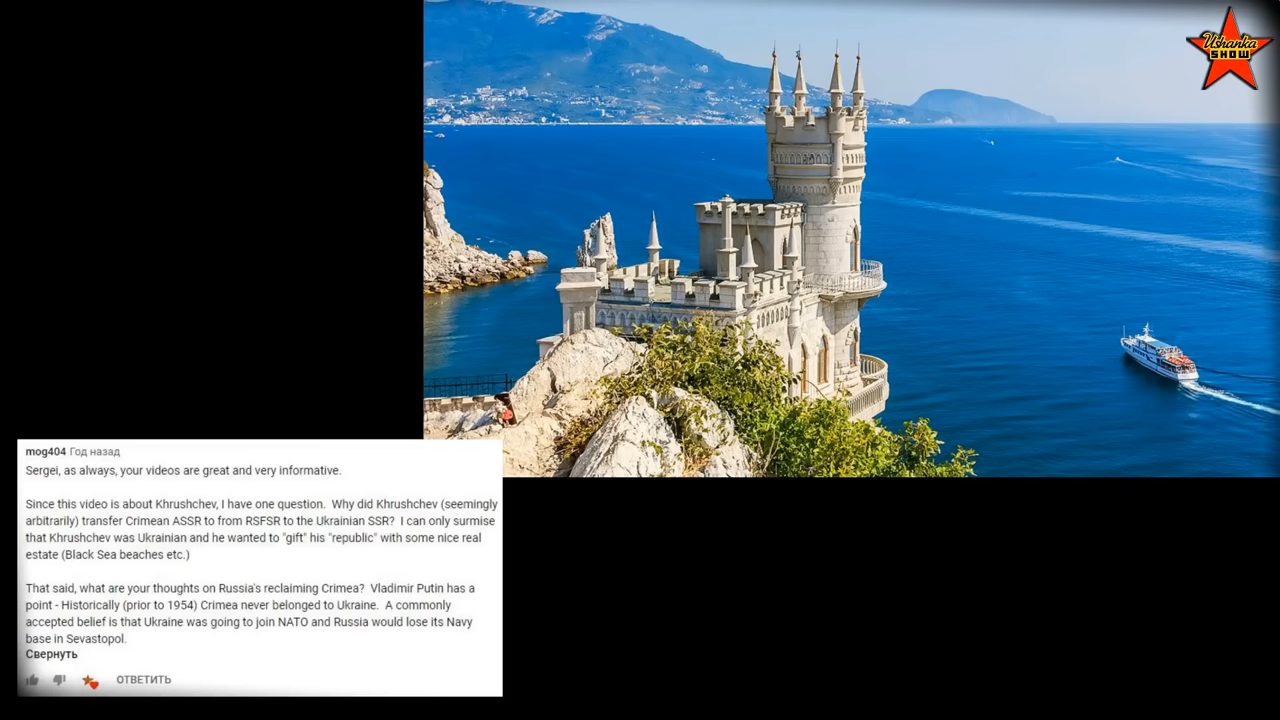 Ushanka
SHOW
mog404 Год назад
Sergei, as always, your videos are great and very informative.
Since this video is about Khrushchev, I have one question. Why did Khrushchev (seemingly
arbitrarily) transfer Crimean ASSR to from RSFSR to the Ukrainian SSR? I can only surmise
that Khrushchev was Ukrainian and he wanted to "gift" his "republic" with some nice real
estate (Black Sea beaches etc.)
That said, what are your thoughts on Russia's reclaiming Crimea? Vladimir Putin has a
point - Historically (prior to 1954) Crimea never belonged to Ukraine. A commonly
accepted belief is that Ukraine was going to join NATO and Russia would lose its Navy
base in Sevastopol.
Свернуть
ОТВЕТИТЬ